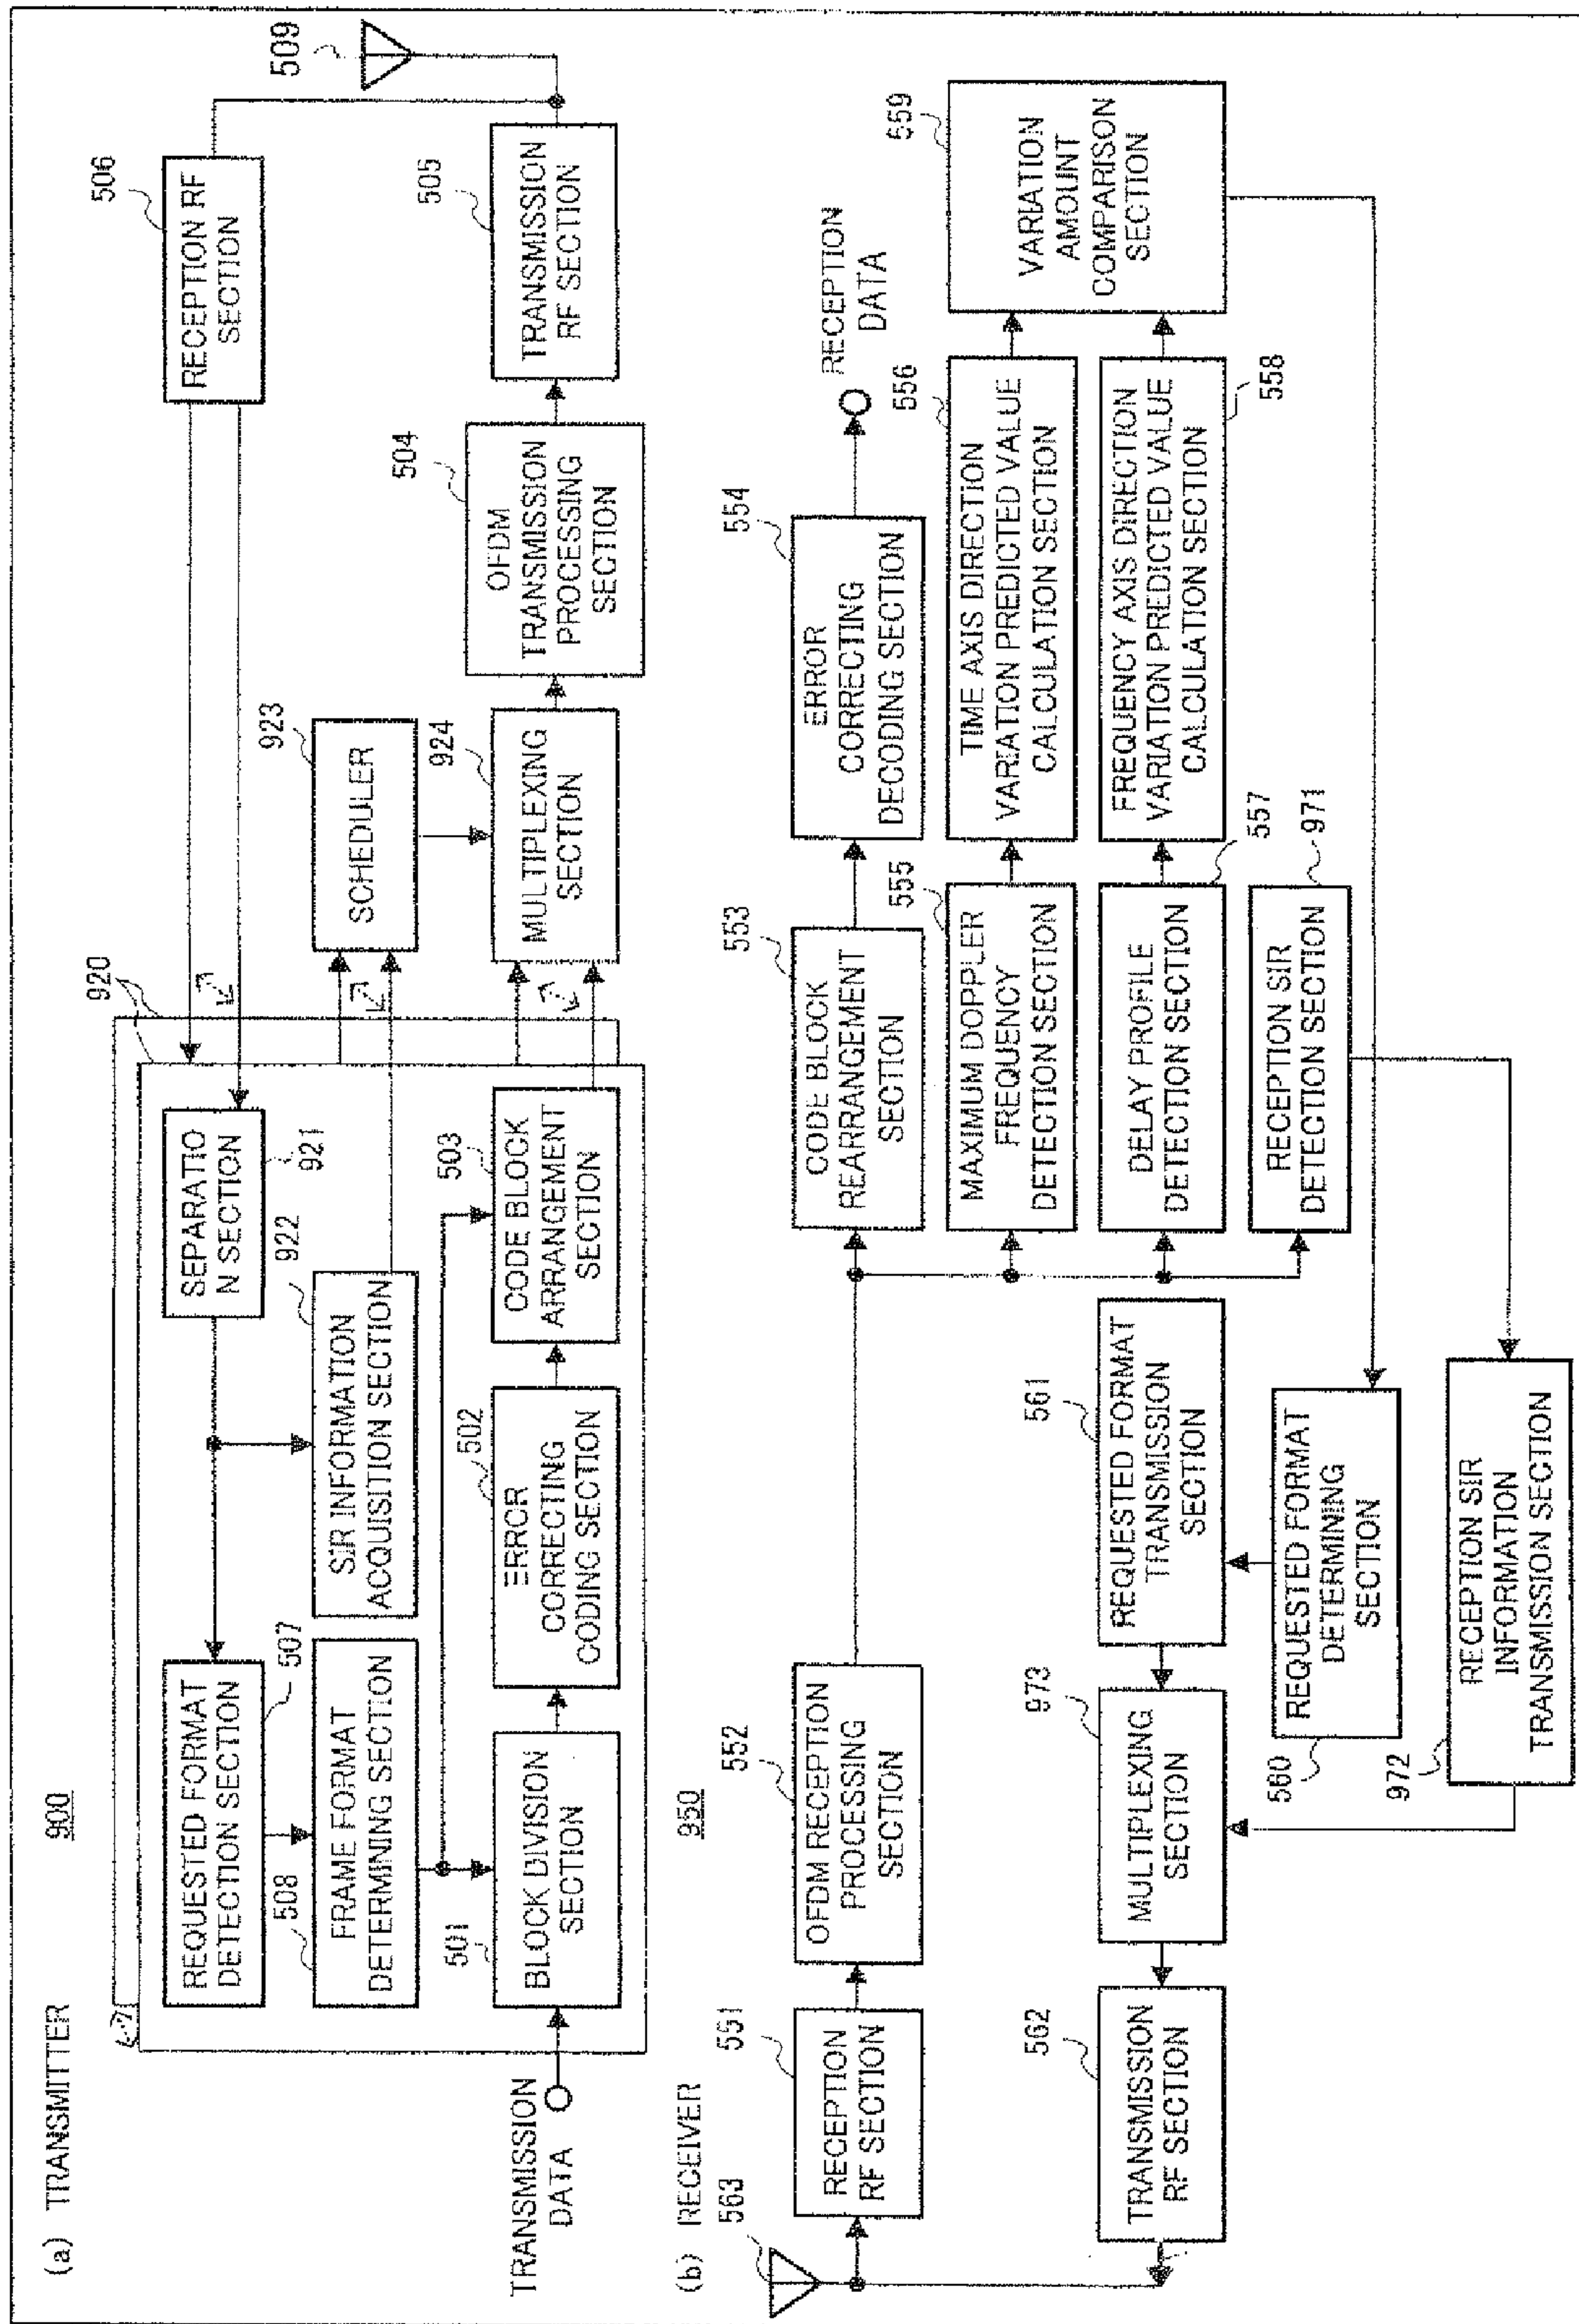 (a) TRANSMITTER
900
920
REQUESTED FORMAT
DETECTION SECTION
507
SEPARATIO
N SECTION
921
RECEPTION RF
SECTION
506
509
508
FRAME FORMAT
DETERMINING SECTION
922
SIR INFORMATION
ACQUISITION SECTION
923
SCHEDULER
TRANSMISSION
DATA
501
BLOCK DIVISION
SECTION
502
ERROR
CORRECTING
CODING SECTION
503
CODE BLOCK
ARRANGEMENT
SECTION
924
MULTIPLEXING
SECTION
504
OFDM
TRANSMISSION
PROCESSING
SECTION
505
TRANSMISSION
RF SECTION
(b) RECEIVER
950
563
551
RECEPTION
RF SECTION
552
OFDM RECEPTION
PROCESSING
SECTION
553
CODE BLOCK
REARRANGEMENT
SECTION
554
ERROR
CORRECTING
DECODING SECTION
RECEPTION
DATA
555
MAXIMUM DOPPLER
FREQUENCY
DETECTION SECTION
556
TIME AXIS DIRECTION
VARIATION PREDICTED VALUE
CALCULATION SECTION
559
VARIATION
AMOUNT
COMPARISON
SECTION
562
TRANSMISSION
RF SECTION
973
MULTIPLEXING
SECTION
561
REQUESTED FORMAT
TRANSMISSION
SECTION
DELAY PROFILE
DETECTION SECTION
557
FREQUENCY AXIS DIRECTION
VARIATION PREDICTED VALUE
CALCULATION SECTION
558
560
REQUESTED FORMAT
DETERMINING
SECTION
RECEPTION SIR
DETECTION SECTION
971
972
RECEPTION SIR
INFORMATION
TRANSMISSION SECTION